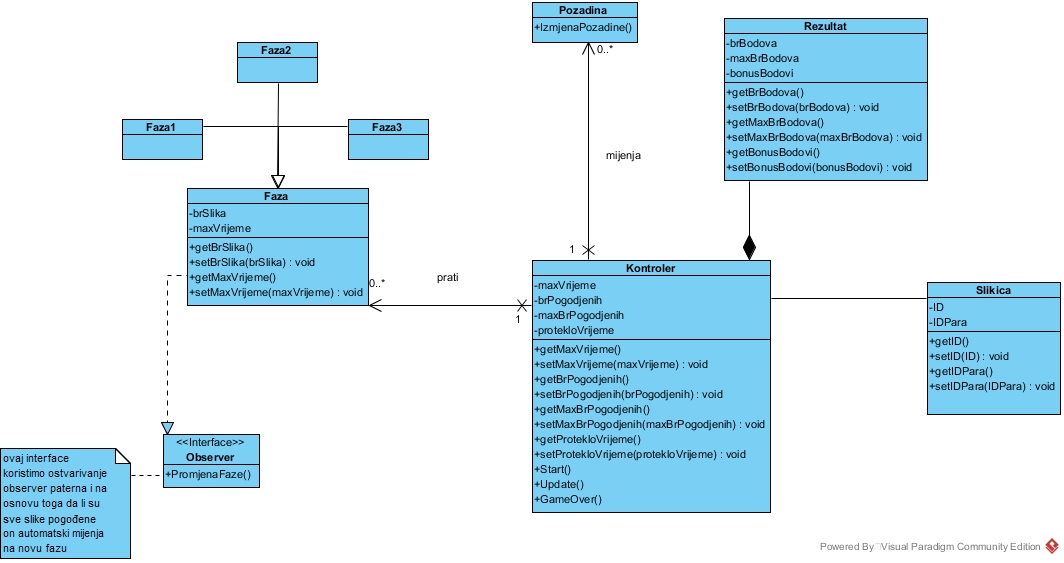 Pozadina
+IzmjenaPozadine()
0..*
mijenja
1
Rezultat
-brBodova
-maxBrBodova
-bonusBodovi
+getBrBodova()
+setBrBodova(brBodova) : void
+getMaxBrBodova()
+setMaxBrBodova(maxBrBodova) : void
+getBonusBodovi()
+setBonusBodovi(bonusBodovi) : void
Faza2
Faza1
Faza3
Faza
-brSlika
-maxVrijeme
+getBrSlika()
+setBrSlika(brSlika) : void
+getMaxVrijeme()
+setMaxVrijeme(maxVrijeme) : void
0..*
prati
1
Kontroler
-maxVrijeme
-brPogodjenih
-maxBrPogodjenih
-protekloVrijeme
+getMaxVrijeme()
+setMaxVrijeme(maxVrijeme) : void
+getBrPogodjenih()
+setBrPogodjenih(brPogodjenih) : void
+getMaxBrPogodjenih()
+setMaxBrPogodjenih(maxBrPogodjenih) : void
+getProtekloVrijeme()
+setProtekloVrijeme(protekloVrijeme) : void
+Start()
+Update()
+GameOver()
Slikica
-ID
-IDPara
+getID()
+setID(ID) : void
+getIDPara()
+setIDPara(IDPara) : void
<<Interface>>
Observer
+PromjenaFaze()
ovaj interface
koristimo ostvarivanje
observer paterna i na
osnovu toga da li su
sve slike pogođene
on automatski mijenja
na novu fazu
Powered By Visual Paradigm Community Edition